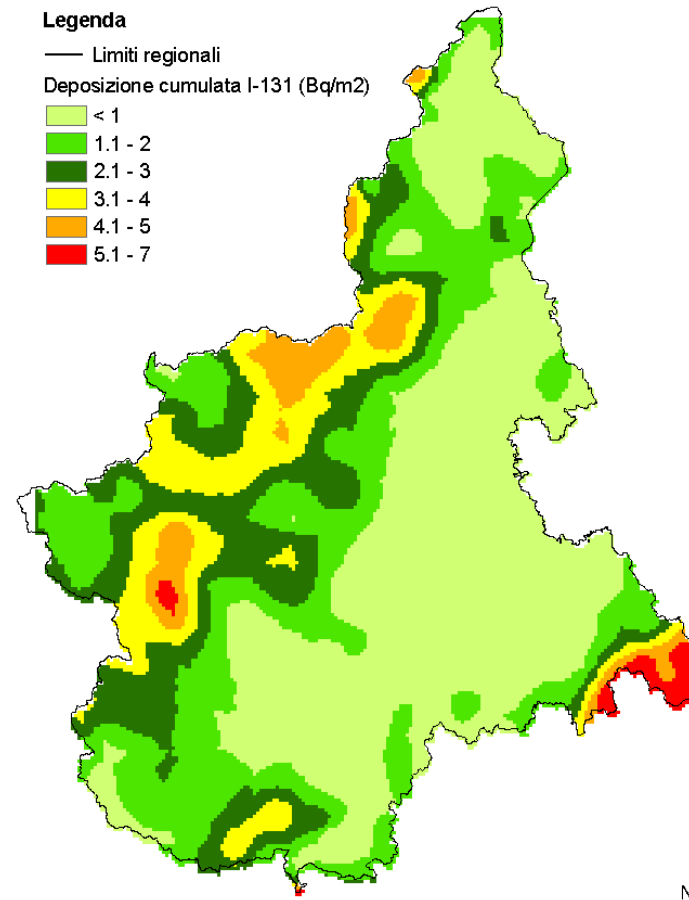 Legenda
Limiti regionali
Deposizione cumulata I-131 (Bq/m2)
< 1
1.1 - 2
2.1 - 3
3.1 - 4
4.1 - 5
5.1 - 7
N